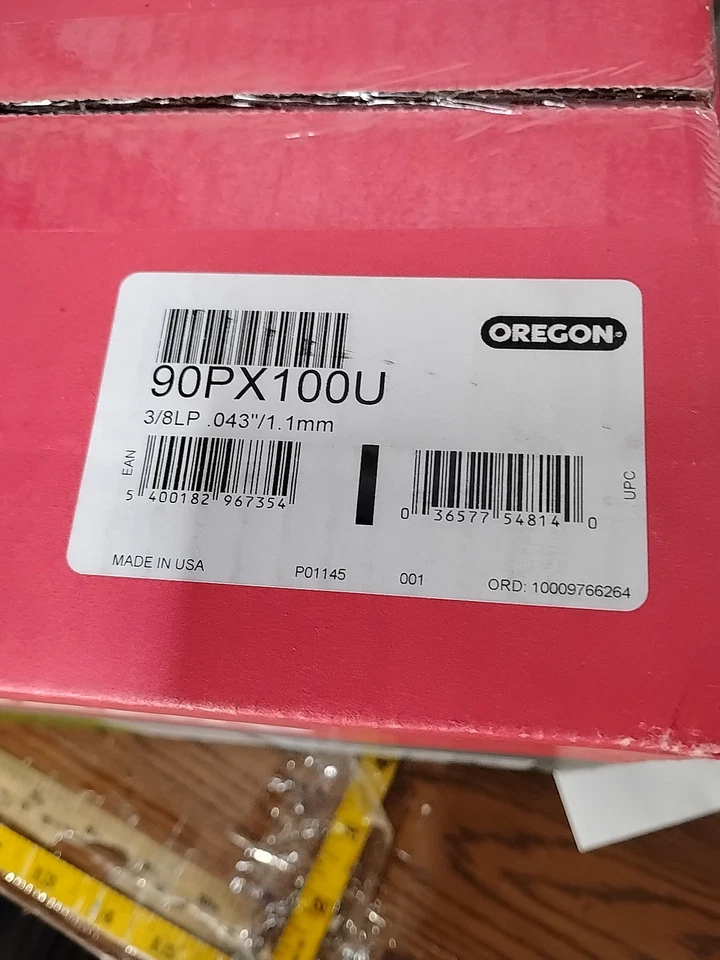 OREGON
90PX100U
3/8LP .043"/1.1mm
EAN
5 400182 967354
0 36577 54814 0
UPC
MADE IN USA
P01145
001
ORD: 10009766264